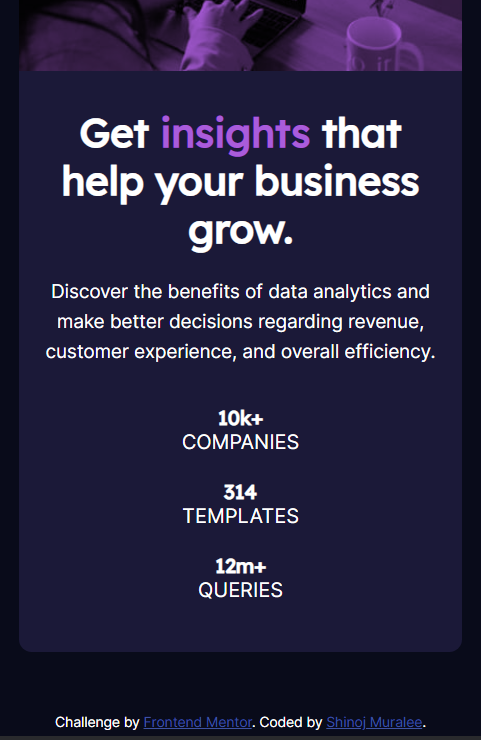 Get insights that
help your business
grow.
Discover the benefits of data analytics and
make better decisions regarding revenue,
customer experience, and overall efficiency.
10k+
COMPANIES
314
TEMPLATES
12m+
QUERIES
Challenge by Frontend Mentor. Coded by Shinoj Muralee.